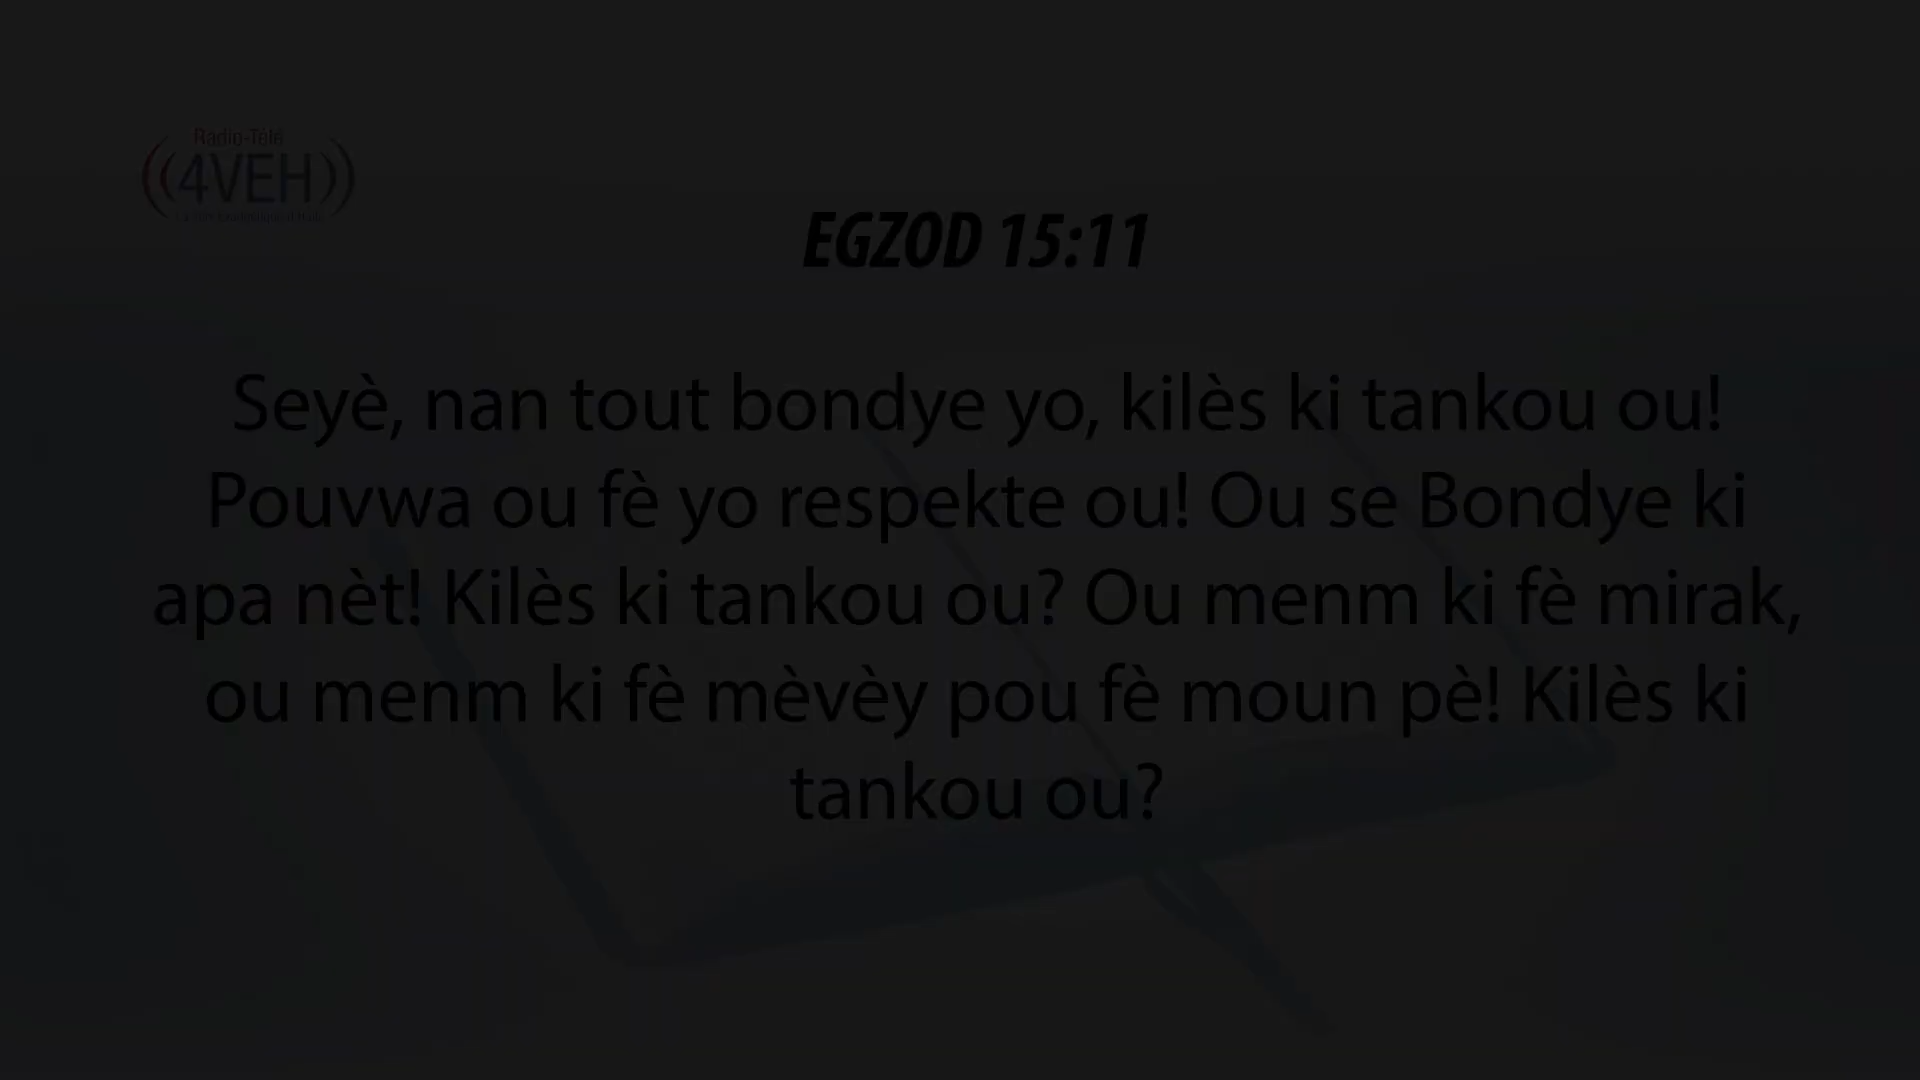 Radio-Télé
4VEH
EGZOD 15:11
Seyè, nan tout bondye yo, kilès ki tankou ou!
Pouvwa ou fè yo respekte ou! Ou se Bondye ki
apa nèt! Kilès ki tankou ou? Ou menm ki fè mirak,
ou menm ki fè mèvèy pou fè moun pè! Kilès ki
tankou ou?